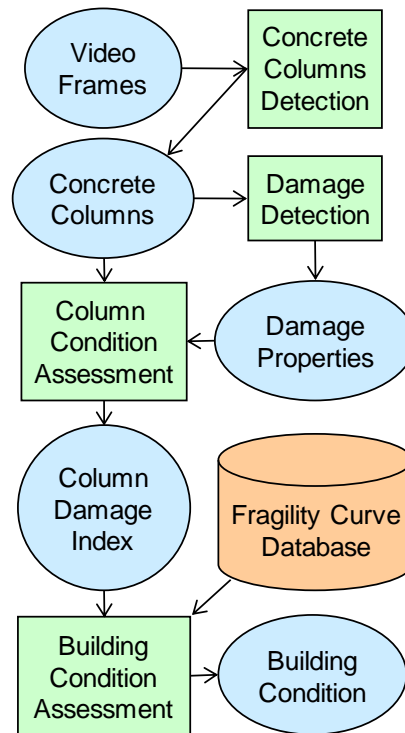 Video
Frames
Concrete
Columns
Detection
Concrete
Columns
Damage
Detection
Column
Condition
Assessment
Damage
Properties
Column
Damage
Index
Fragility Curve
Database
Building
Condition
Assessment
Building
Condition